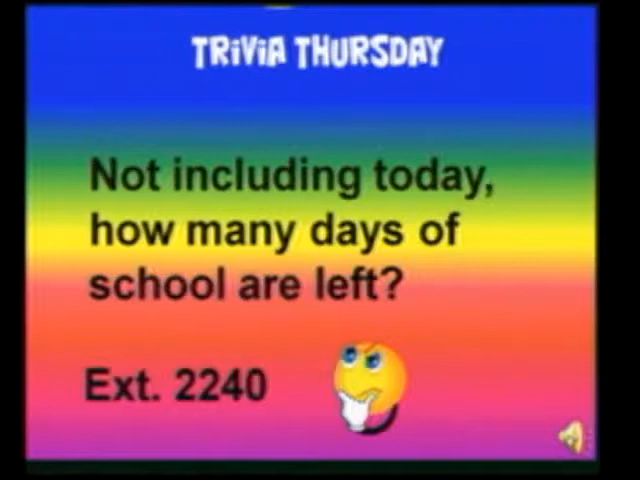 TRiViA THURSDAY
Not including today,
how many days of
school are left?
Ext. 2240